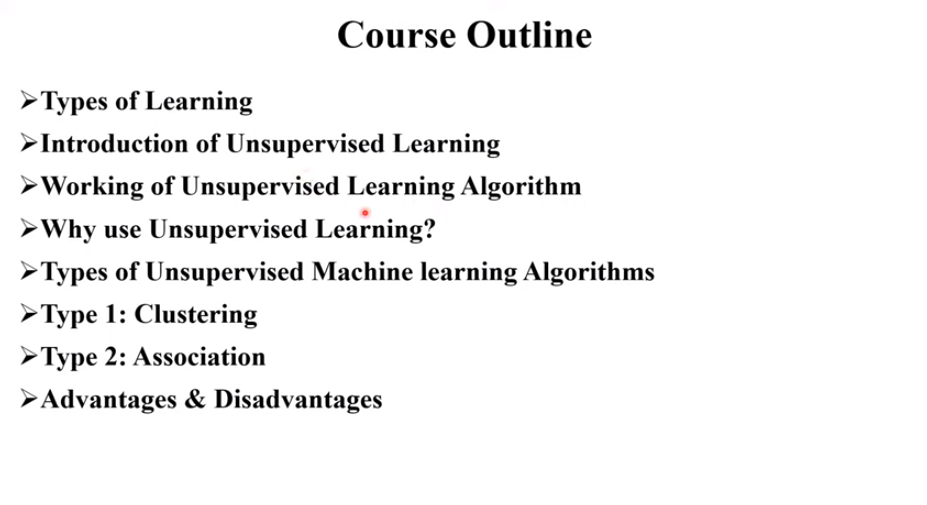 Course Outline
➢Types of Learning
➢Introduction of Unsupervised Learning
➢Working of Unsupervised Learning Algorithm
➢Why use Unsupervised Learning?
➢Types of Unsupervised Machine learning Algorithms
➢Type 1: Clustering
➢Type 2: Association
➢Advantages & Disadvantages